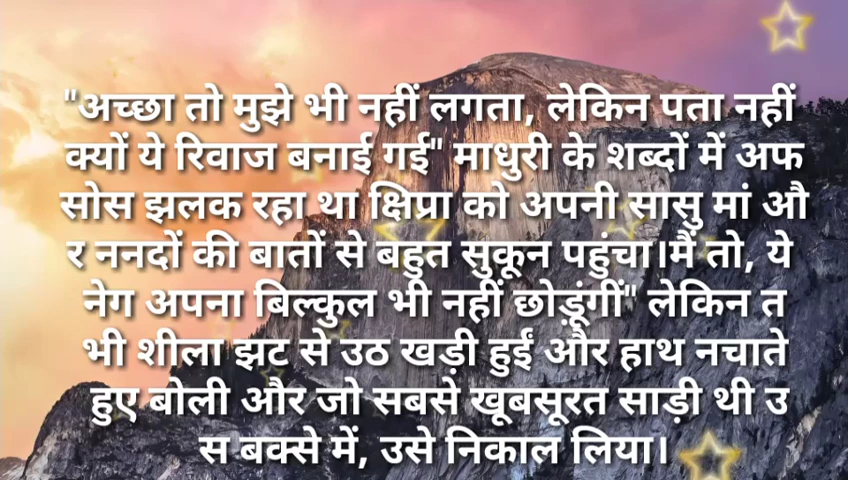 "अच्छा तो मुझे भी नहीं लगता, लेकिन पता नहीं
क्यों ये रिवाज बनाई गई" माधुरी के शब्दों में अफ
सोस झलक रहा था क्षिप्रा को अपनी सासु मां औ
र ननदों की बातों से बहुत सुकून पहुंचा।मैं तो, ये
नेग अपना बिल्कुल भी नहीं छोडूंगीं" लेकिन त
भी शीला झट से उठ खड़ी हुईं और हाथ नचाते
हुए बोली और जो सबसे खूबसूरत साड़ी थी उ
स बक्से में, उसे निकाल लिया।